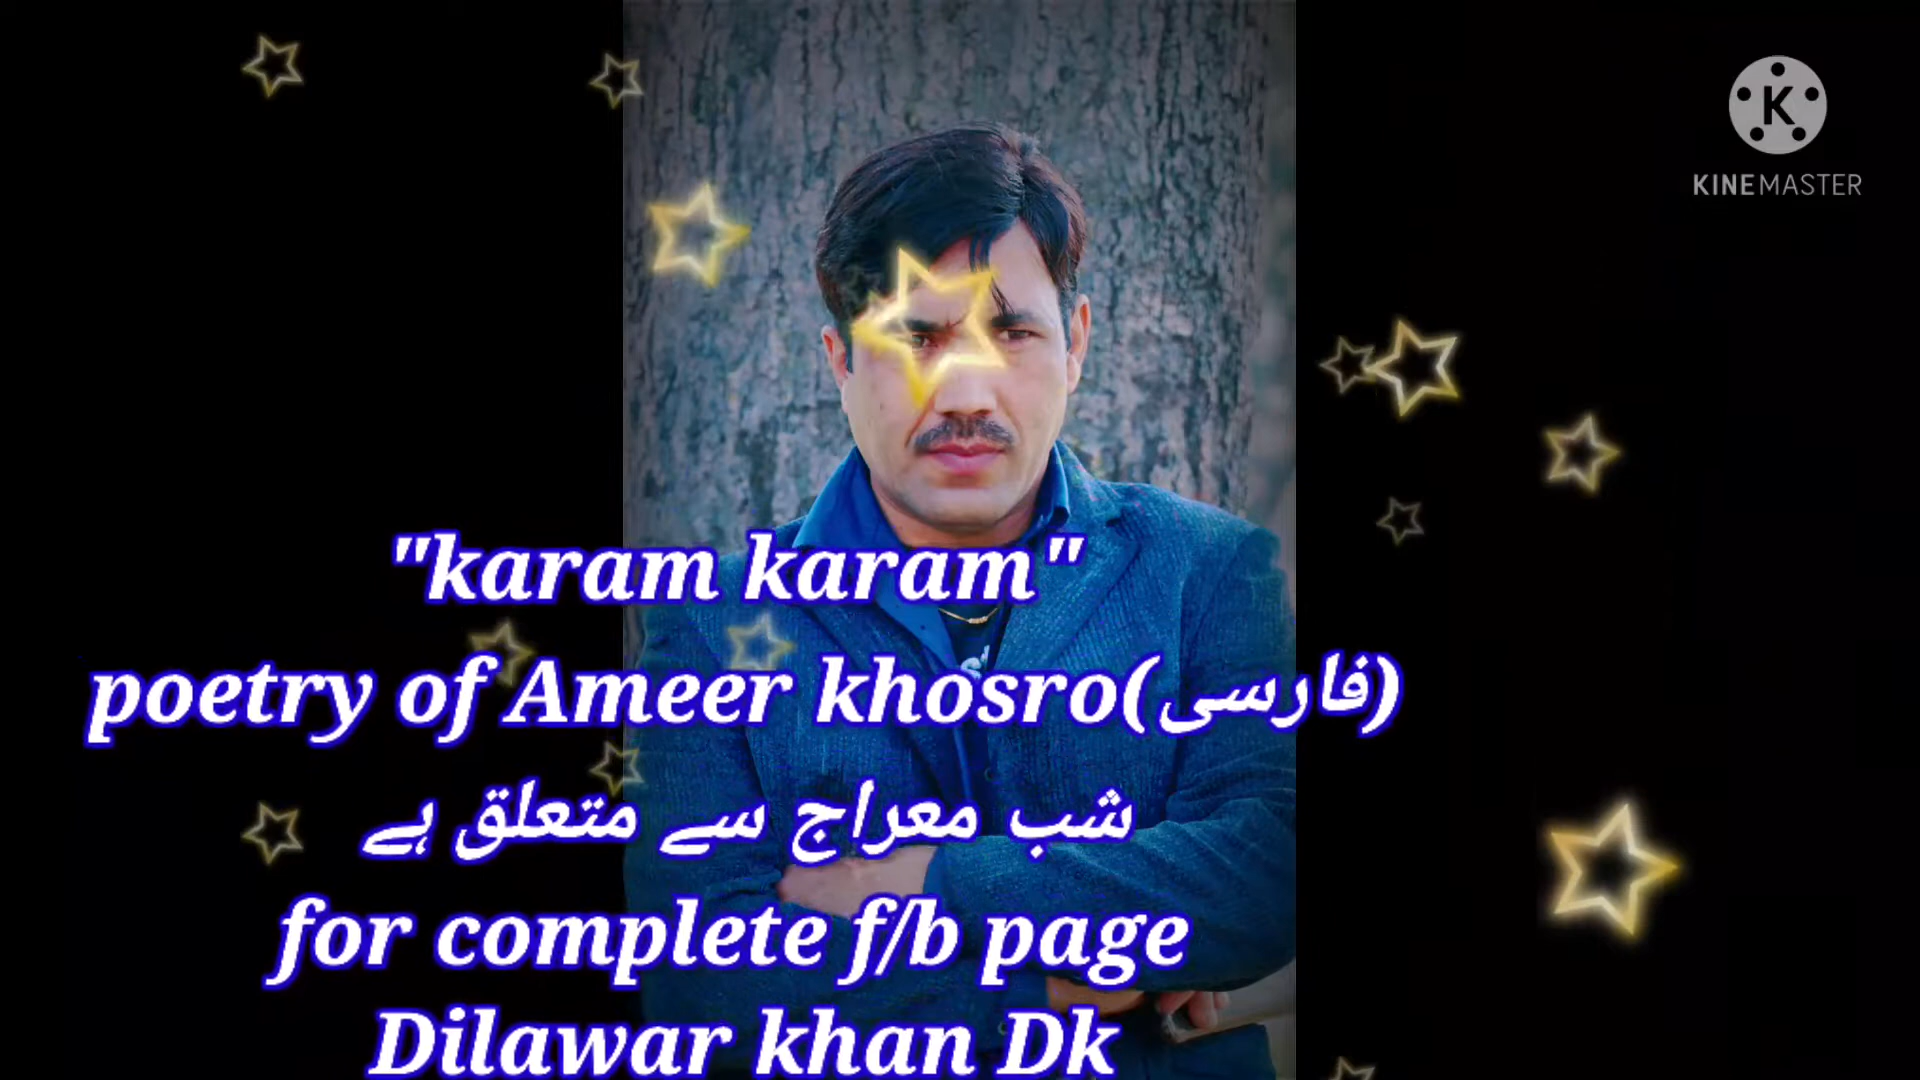 KINEMASTER
"karam karam"
poetry of Ameer khosro(فارسی)
شب معراج سے متعلق ہے
for complete f/b page
Dilawar khan Dk